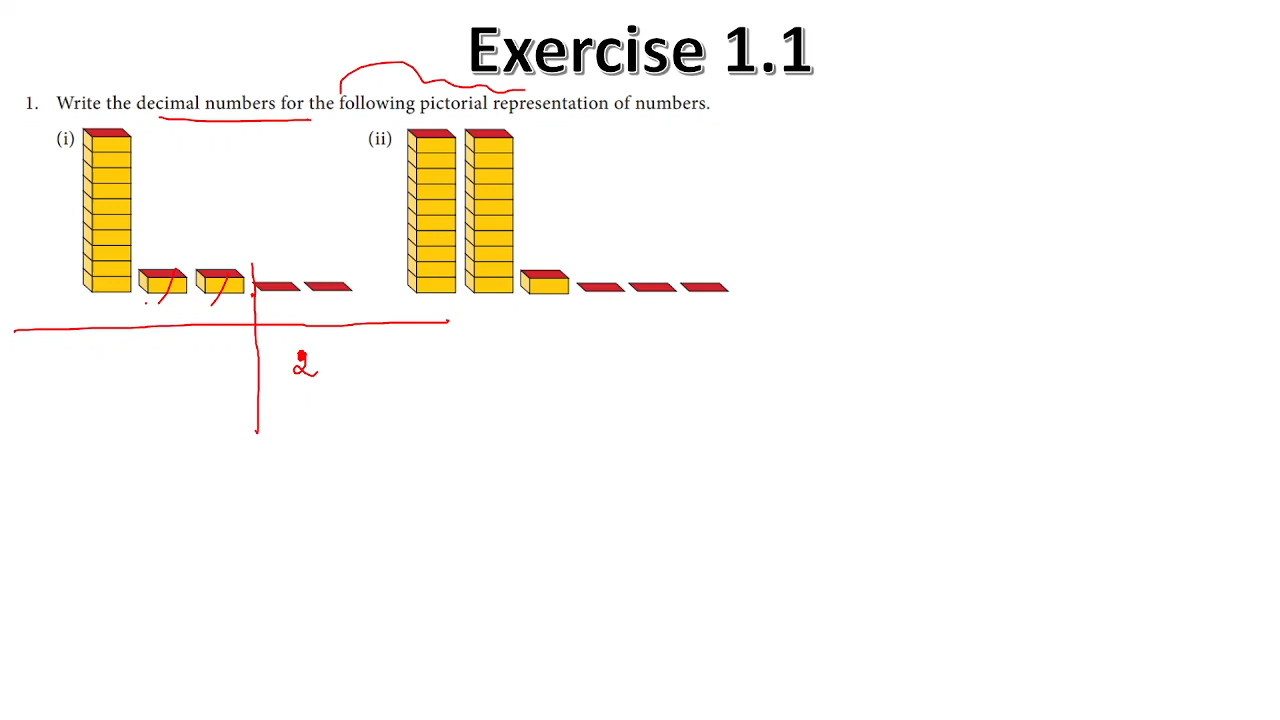 Exercise 1.1
1. Write the decimal numbers for the following pictorial representation of numbers.
(i) (ii)
2